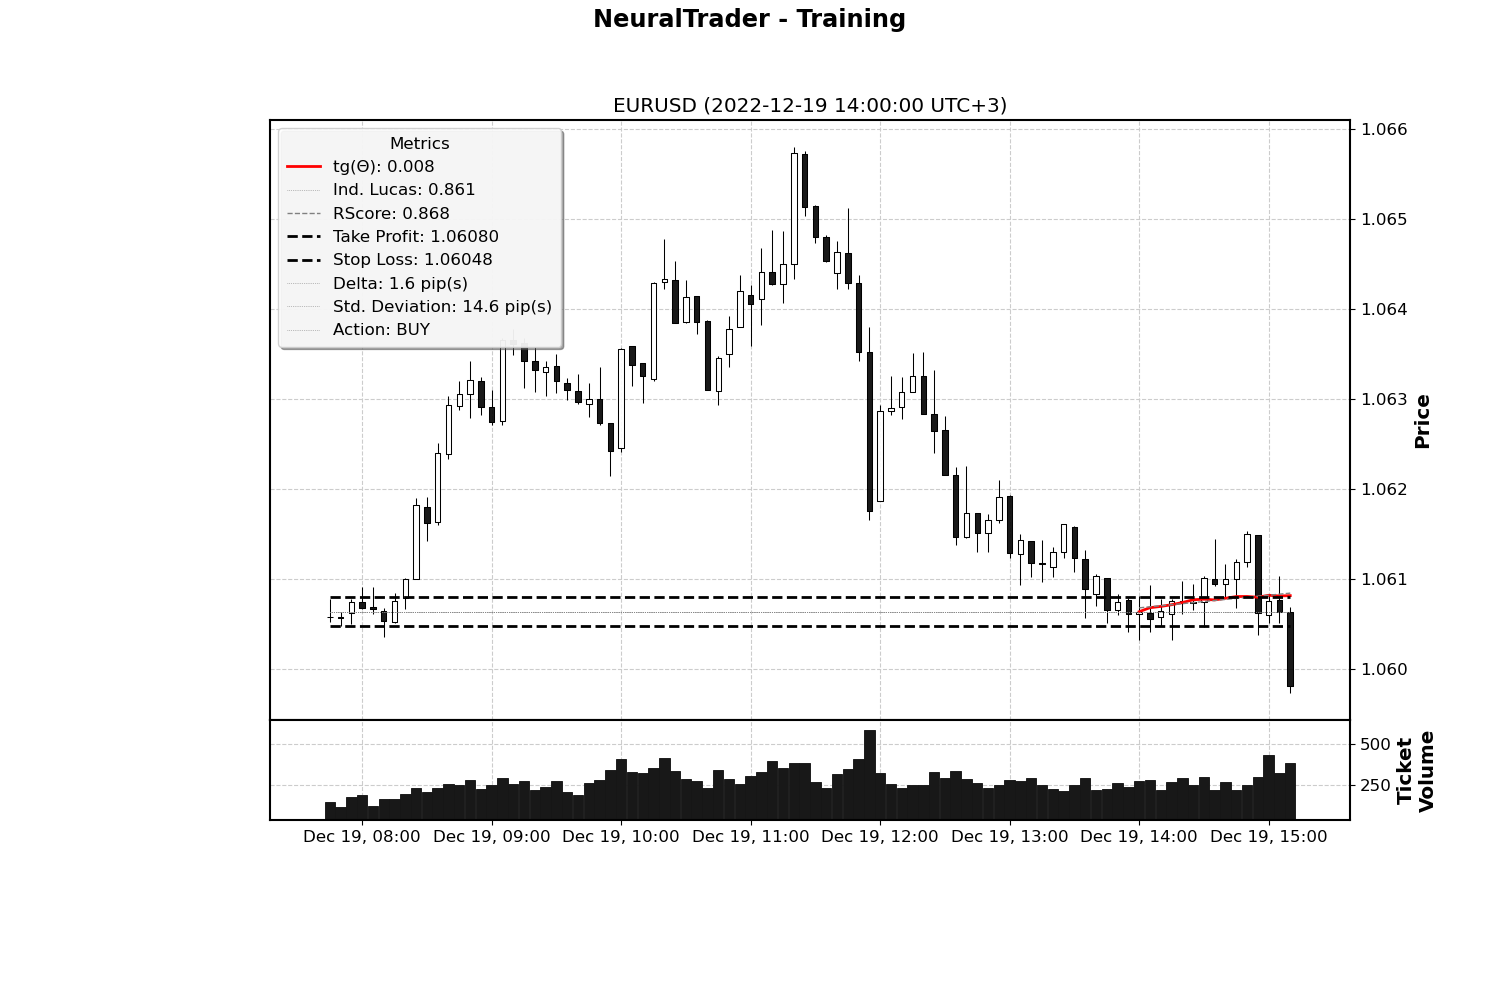 NeuralTrader - Training
EURUSD (2022-12-19 14:00:00 UTC+3)
Metrics
tg(Θ): 0.008
Ind. Lucas: 0.861
RScore: 0.868
Take Profit: 1.06080
Stop Loss: 1.06048
Delta: 1.6 pip(s)
Std. Deviation: 14.6 pip(s)
Action: BUY
1.066
1.065
1.064
1.063
1.062
1.061
1.060
Price
500
250
Ticket
Volume
Dec 19, 08:00 Dec 19, 09:00 Dec 19, 10:00 Dec 19, 11:00 Dec 19, 12:00 Dec 19, 13:00 Dec 19, 14:00 Dec 19, 15:00